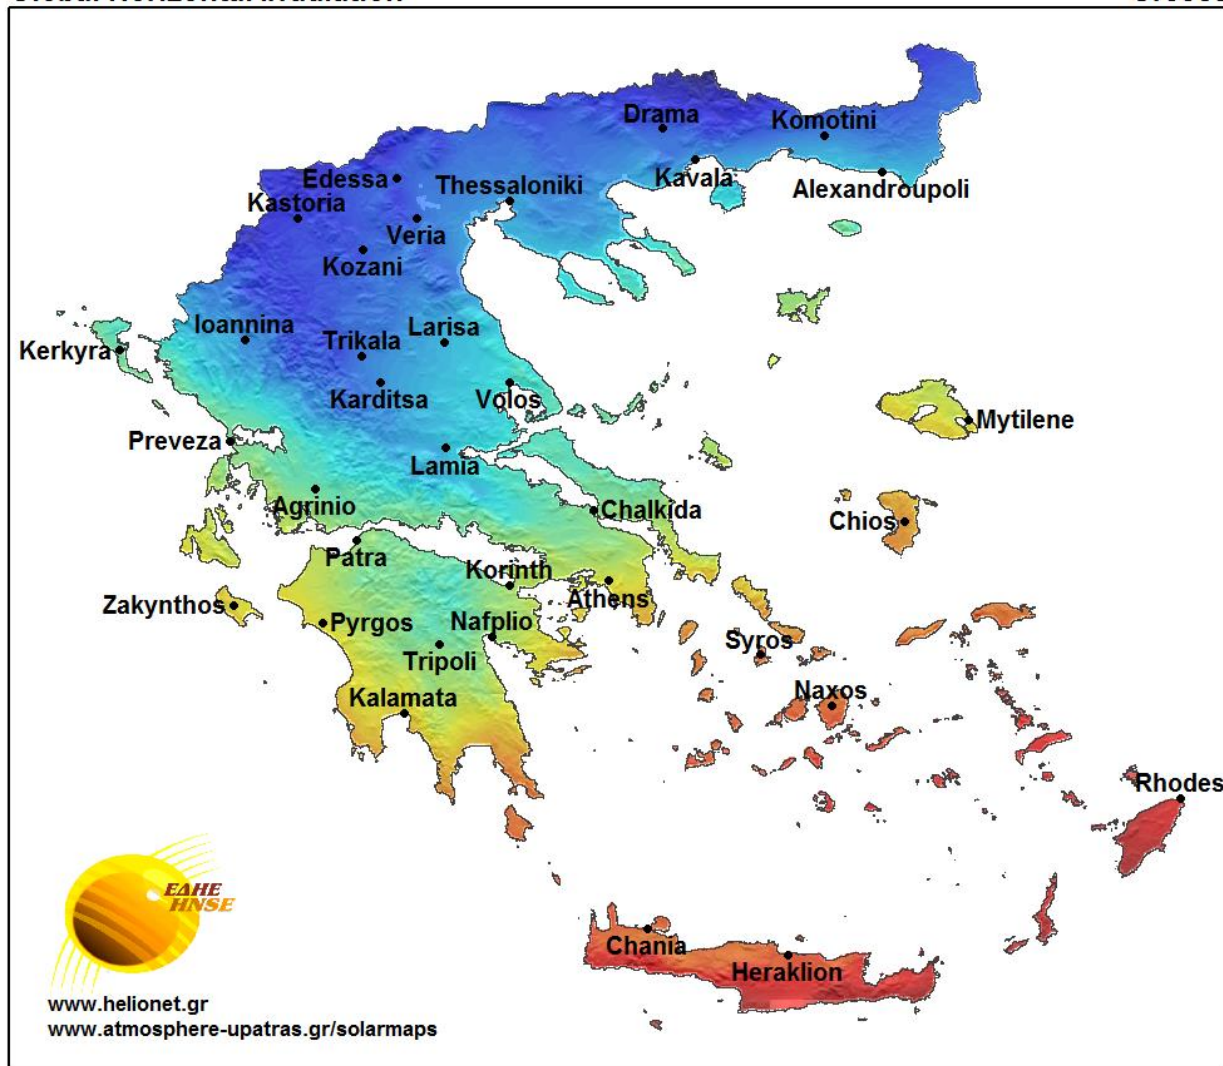 Drama
Komotini
Kavala
Alexandroupoli
Edessa
Thessaloniki
Kastoria
Veria
Kozani
Ioannina
Trikala
Larisa
Kerkyra
Karditsa
Volos
Preveza
Lamia
Mytilene
Agrinio
Chalkida
Chios
Patra
Korinth
Athens
Zakynthos
Pyrgos
Nafplio
Tripoli
Syros
Kalamata
Naxos
Rhodes
ΕΔΗΕ
HNSE
Chania
Heraklion
www.helionet.gr
www.atmosphere-upatras.gr/solarmaps